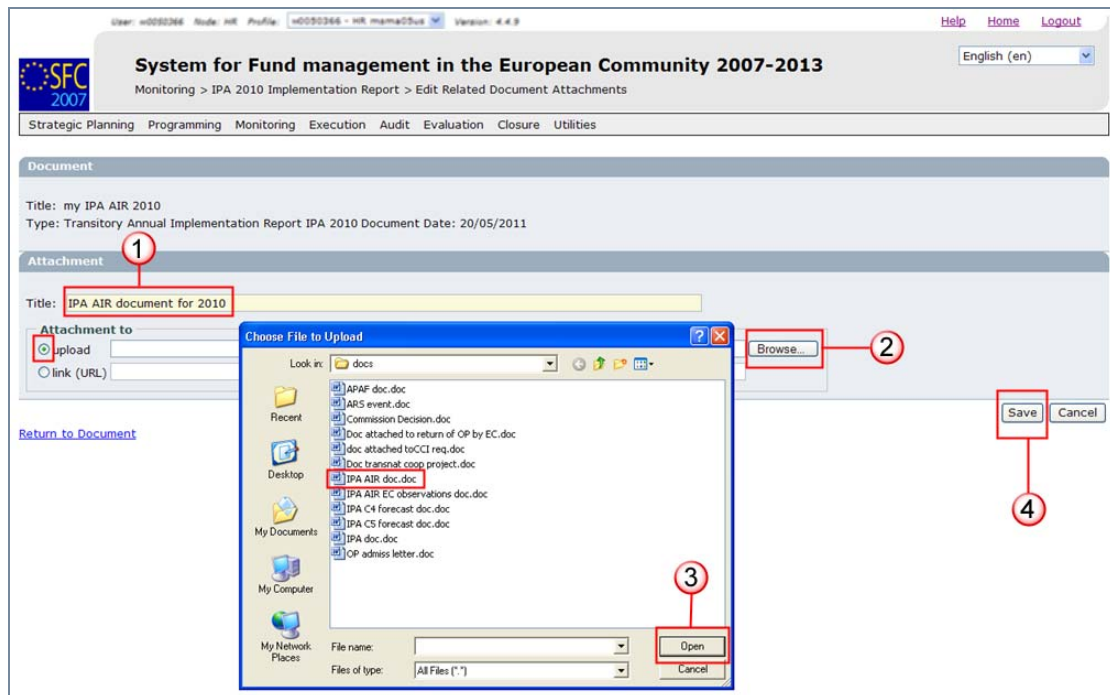 User: n0050366 Node: HR Profile: n0050366 - HR msma05us Version: 4.4.9
Help Home Logout
English (en)
SFC
2007
System for Fund management in the European Community 2007-2013
Monitoring > IPA 2010 Implementation Report > Edit Related Document Attachments
Strategic Planning Programming Monitoring Execution Audit Evaluation Closure Utilities
Document
Title: my IPA AIR 2010
Type: Transitory Annual Implementation Report IPA 2010 Document Date: 20/05/2011
1
Attachment
Title: IPA AIR document for 2010
Attachment to
upload
Browse...
2
link (URL)
Save Cancel
4
Return to Document
Choose File to Upload
Look in: docs
Recent
Desktop
My Documents
My Computer
My Network Places
APAF doc.doc
ARS event.doc
Commission Decision.doc
Doc attached to return of OP by EC.doc
doc attached toCCI req.doc
Doc transnat coop project.doc
IPA AIR doc.doc
IPA AIR EC observations doc.doc
IPA C4 forecast doc.doc
IPA C5 forecast doc.doc
IPA doc.doc
OP admiss letter.doc
3
File name:
Open
Files of type: All Files (*.*)
Cancel